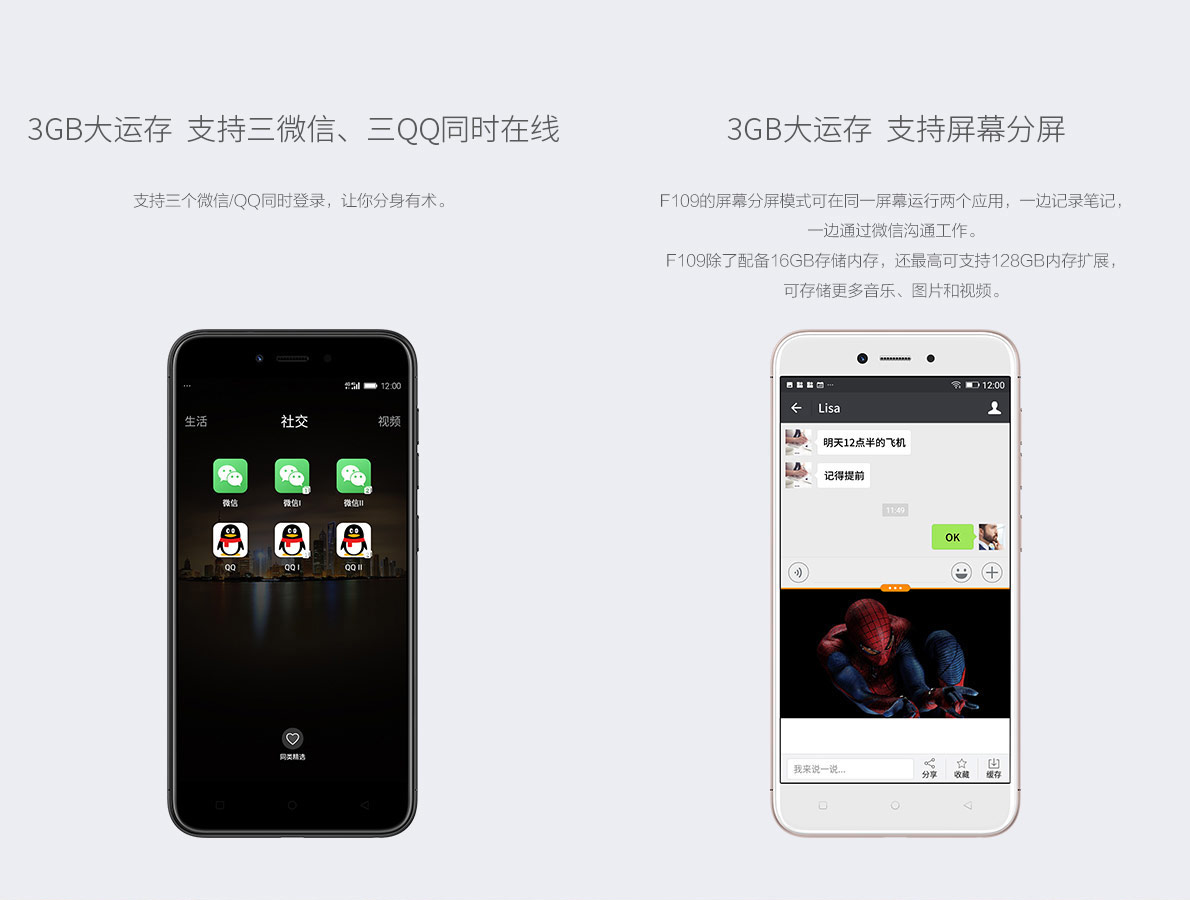 3GB大运存 支持三微信、三QQ同时在线
支持三个微信/QQ同时登录，让你分身有术。
12:00
生活 社交 视频
微信 微信I 微信II
QQ QQ I QQ II
同类精选
3GB大运存 支持屏幕分屏
F109的屏幕分屏模式可在同一屏幕运行两个应用，一边记录笔记，
一边通过微信沟通工作。
F109除了配备16GB存储内存，还最高可支持128GB内存扩展，
可存储更多音乐、图片和视频。
12:00
Lisa
明天12点半的飞机
记得提前
11:49
OK
我来说一说... 分享 收藏 缓存